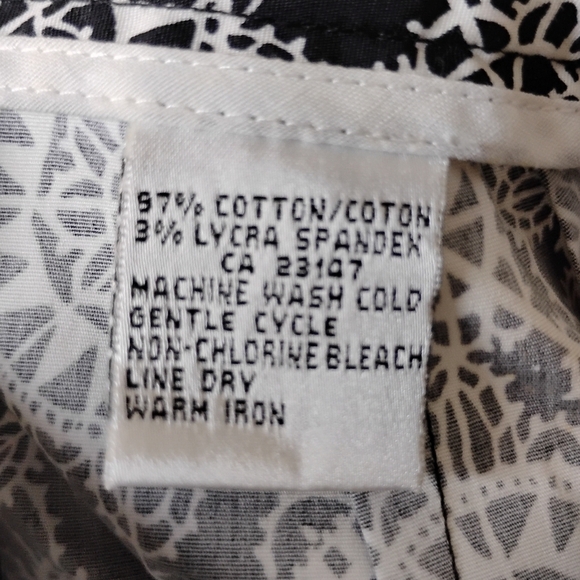 97% COTTON/COTON
3% LYCRA SPANDEX
CA 23107
MACHINE WASH COLD
GENTLE CYCLE
NON-CHLORINE BLEACH
LINE DRY
WARM IRON